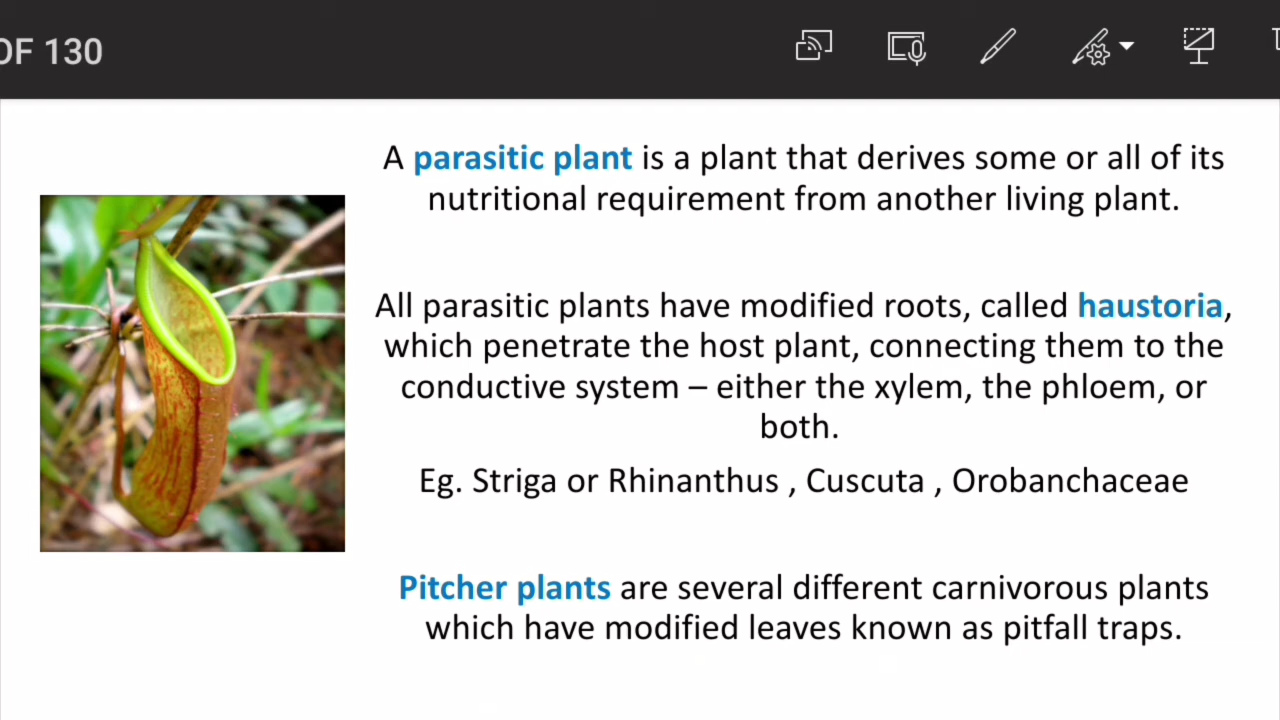 OF 130
A parasitic plant is a plant that derives some or all of its
nutritional requirement from another living plant.
All parasitic plants have modified roots, called haustoria,
which penetrate the host plant, connecting them to the
conductive system – either the xylem, the phloem, or
both.
Eg. Striga or Rhinanthus , Cuscuta , Orobanchaceae
Pitcher plants are several different carnivorous plants
which have modified leaves known as pitfall traps.